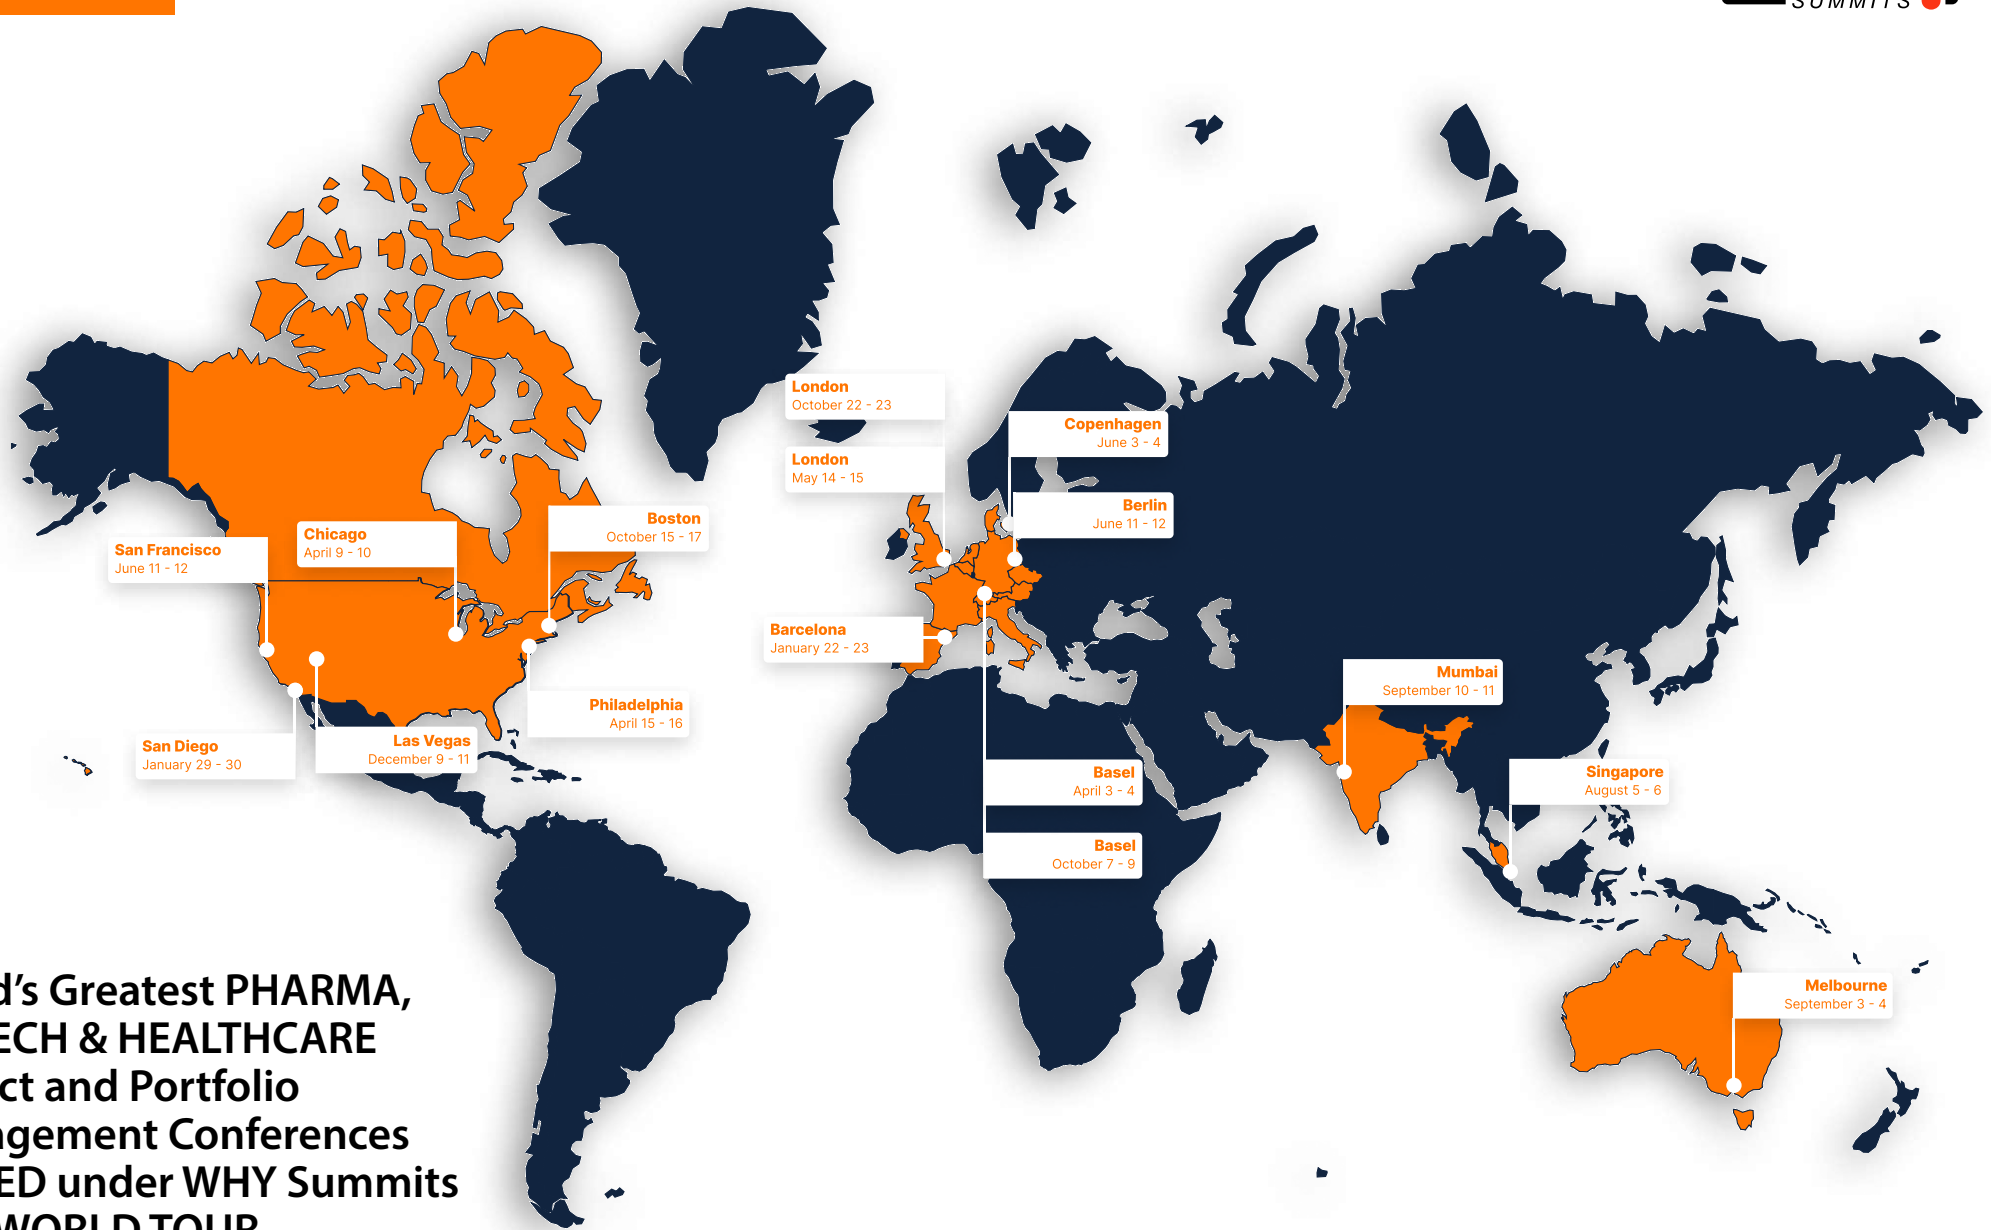 SUMMITS
London
October 22 - 23
Copenhagen
June 3 - 4
London
May 14 - 15
Berlin
June 11 - 12
Boston
October 15 - 17
Chicago
April 9 - 10
San Francisco
June 11 - 12
Barcelona
January 22 - 23
Mumbai
September 10 - 11
Philadelphia
April 15 - 16
Las Vegas
December 9 - 11
San Diego
January 29 - 30
Basel
April 3 - 4
Singapore
August 5 - 6
Basel
October 7 - 9
Melbourne
September 3 - 4
d's Greatest PHARMA,
ECH & HEALTHCARE
ct and Portfolio
agement Conferences
ED under WHY Summits
WORLD TOUR